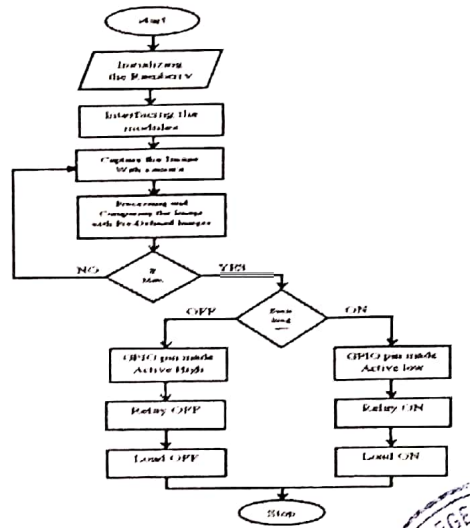 Start
Initializing
the Raspberry
Interfacing the
modules
Capture the Image
With camera
Processing and
Comparing the Image
with Pre-Defined Images
NO
If
YES
OFF
ON
GPIO pin made
Active High
GPIO pin made
Active low
Relay OFF
Relay ON
Load OFF
Load ON
Stop
EGE